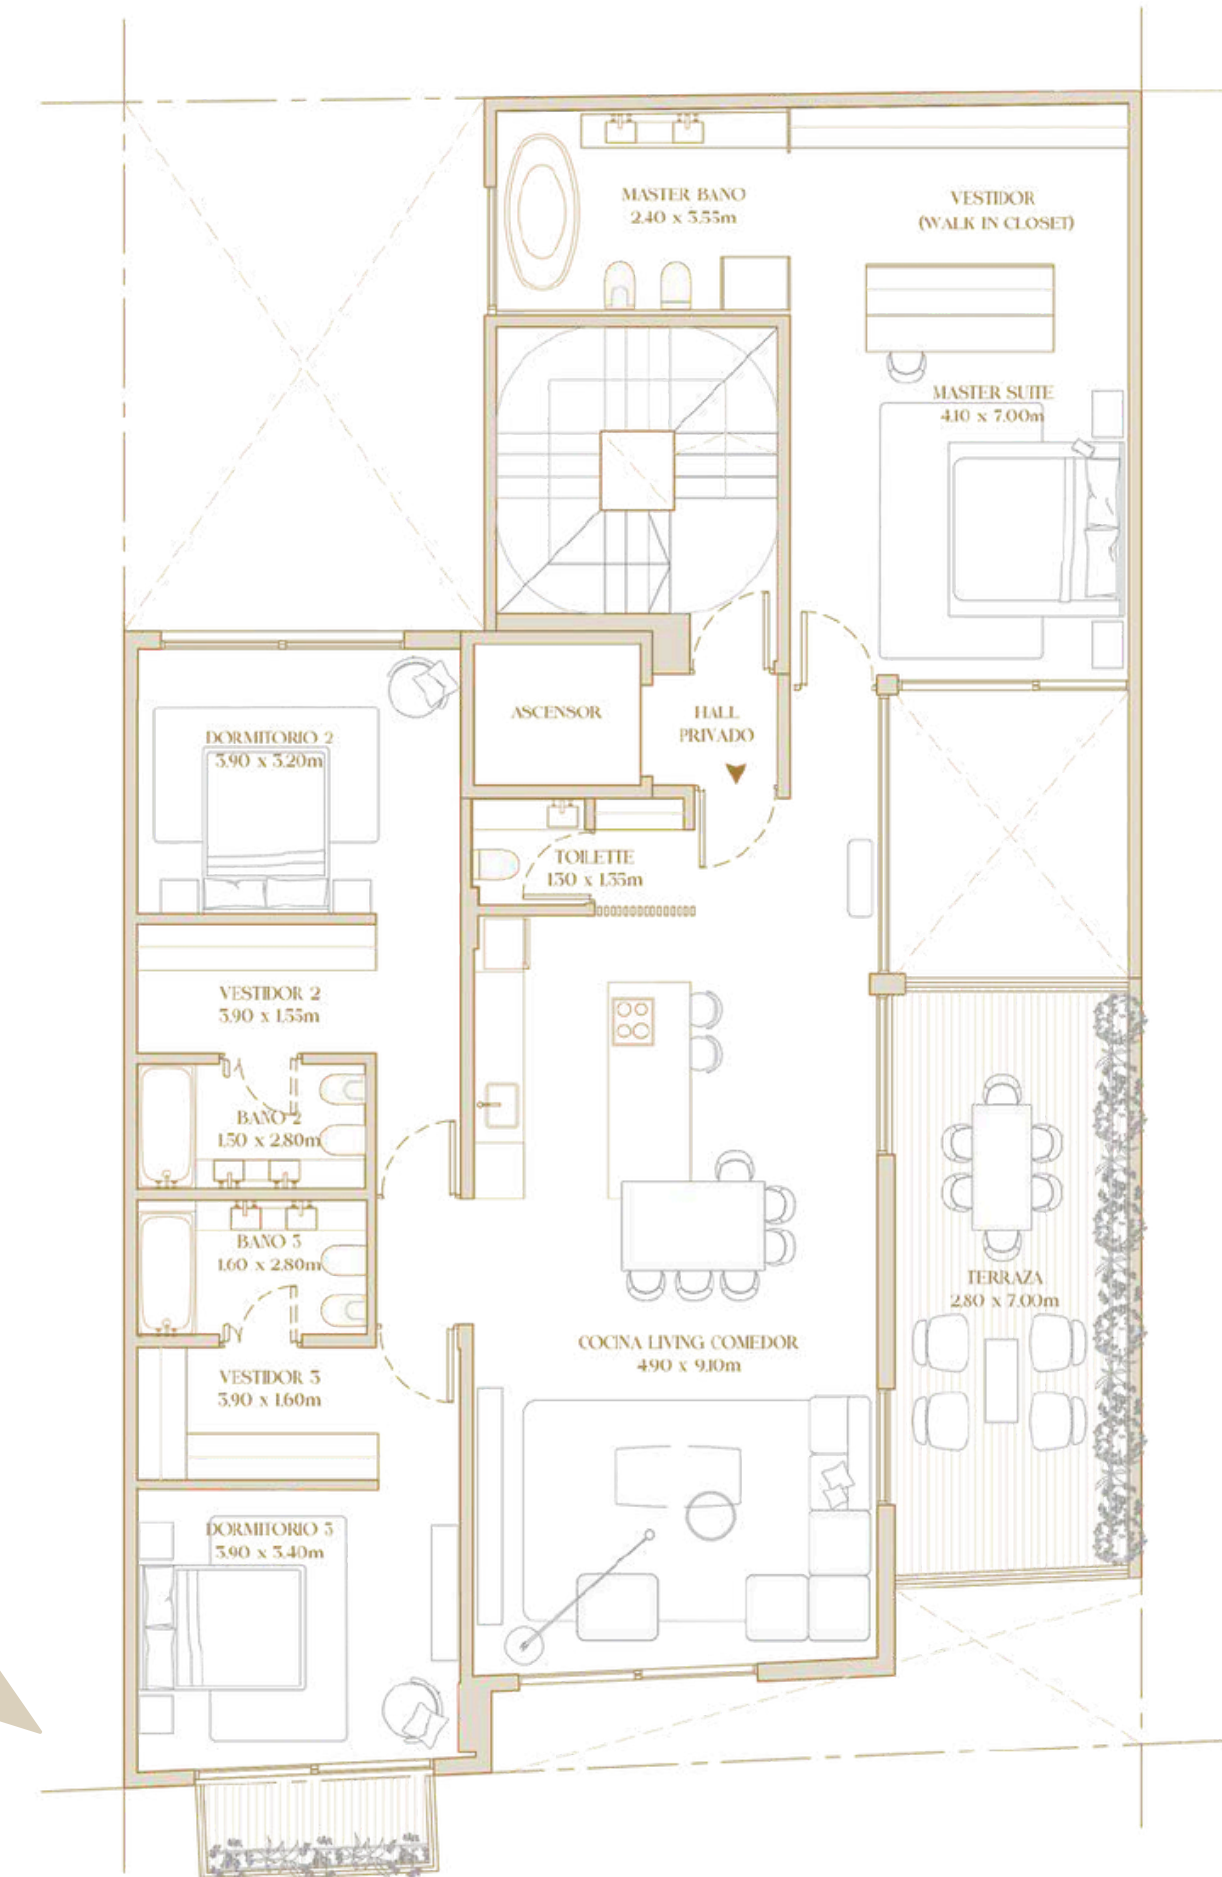 MASTER BANO
2.40 x 3.55m
VESTIDOR
(WALK IN CLOSET)
MASTER SUITE
4.10 x 7.00m
ASCENSOR
HALL
PRIVADO
DORMITORIO 2
3.90 x 3.20m
TOILETTE
1.30 x 1.35m
VESTIDOR 2
3.90 x 1.55m
BANO 2
1.50 x 2.80m
BANO 3
1.60 x 2.80m
TERRAZA
2.80 x 7.00m
COCINA LIVING COMEDOR
4.90 x 9.10m
VESTIDOR 3
3.90 x 1.60m
DORMITORIO 3
3.90 x 3.40m